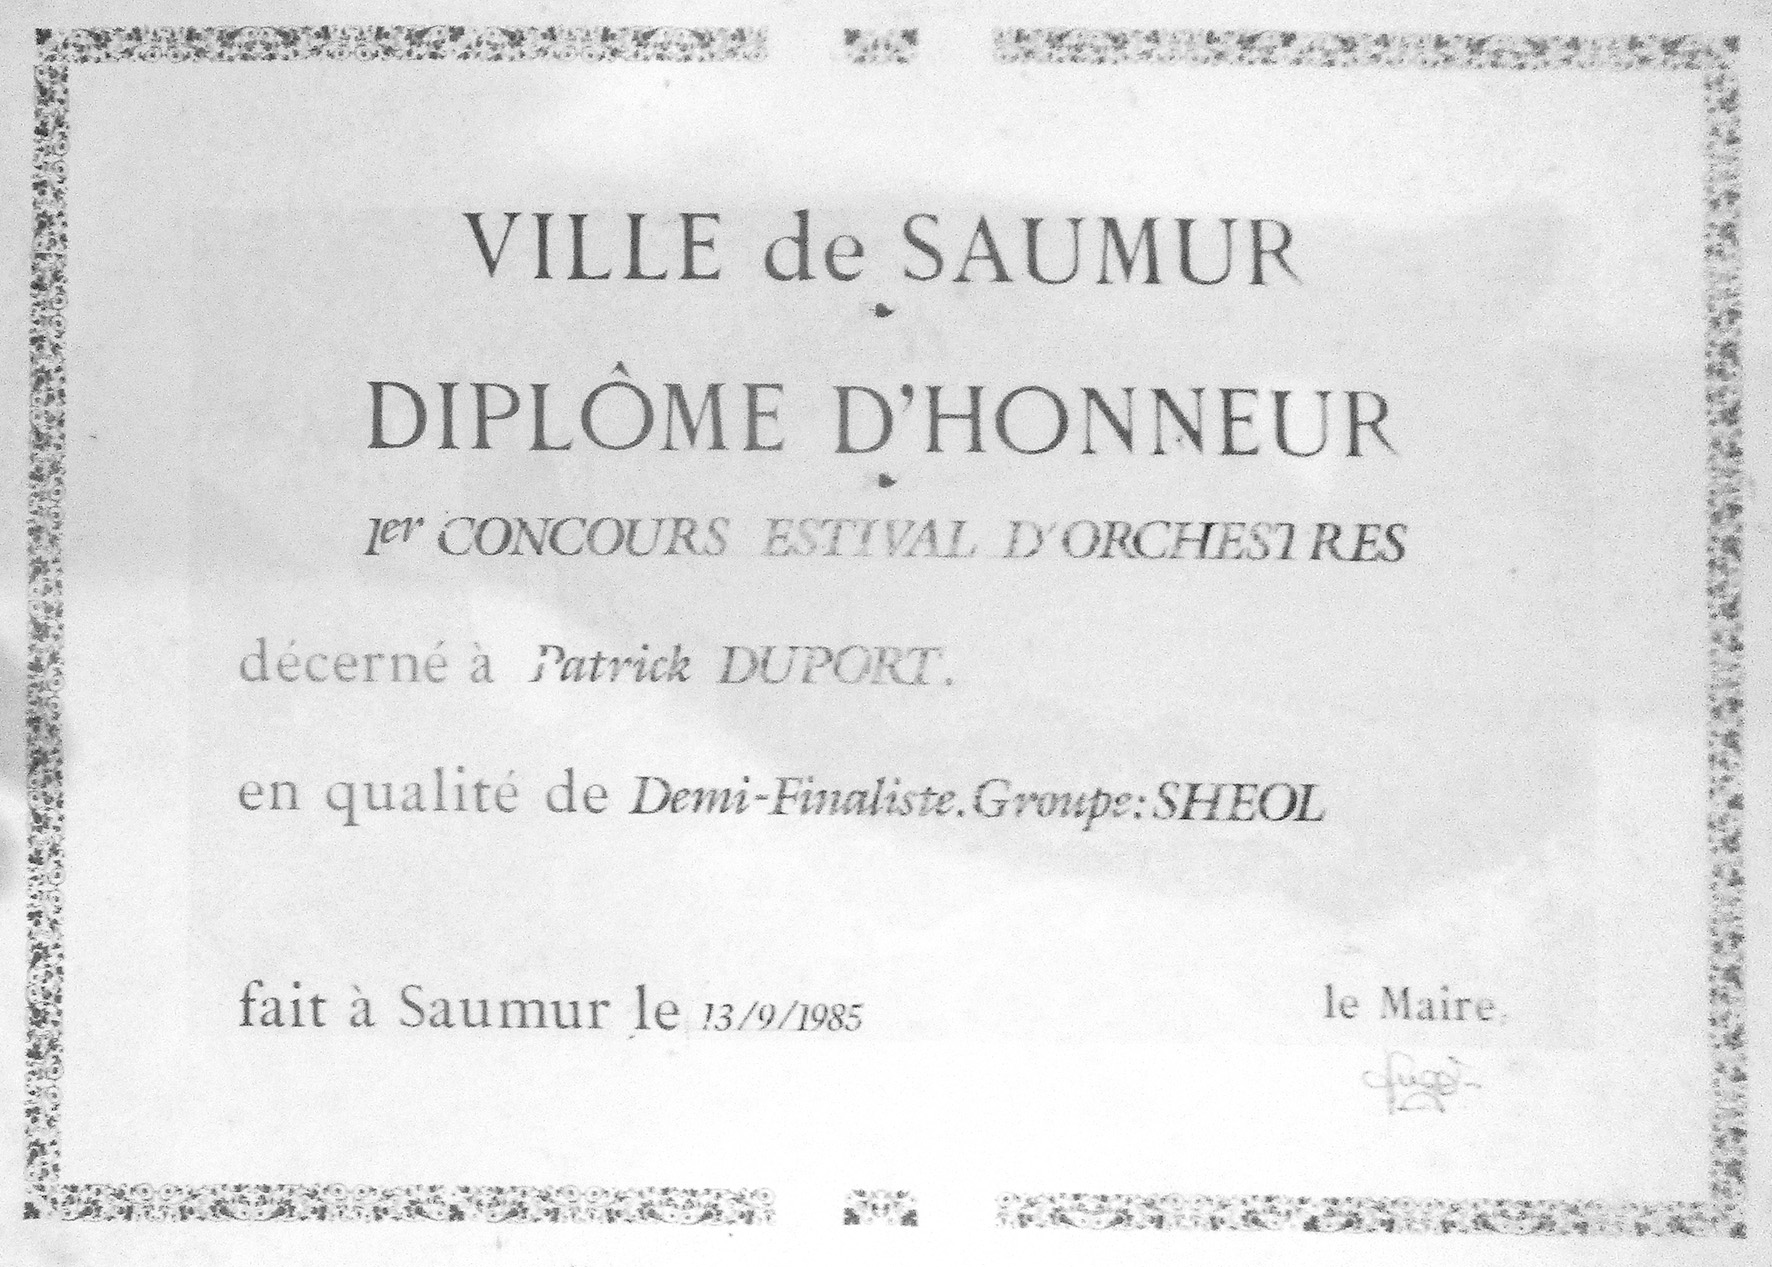 VILLE de SAUMUR
DIPLÔME D'HONNEUR
1er CONCOURS ESTIVAL D'ORCHESTRES
décerné à Patrick DUPORT.
en qualité de Demi-Finaliste.Groupe:SHEOL
fait à Saumur le 13/9/1985
le Maire,